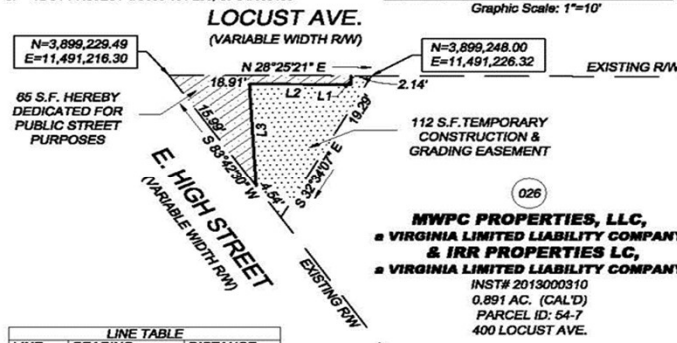 Graphic Scale: 1"=10'
LOCUST AVE.
(VARIABLE WIDTH R/W)
N=3,899,229.49
E=11,491,216.30
N=3,899,248.00
E=11,491,226.32
N 28°25'21" E
EXISTING R/W
18.91'
2.14'
L1
L2
L3
65 S.F. HEREBY
DEDICATED FOR
PUBLIC STREET
PURPOSES
15.99'
19.29'
S 83°42'30" W
S 32°34'07" E
4.54'
112 S.F. TEMPORARY
CONSTRUCTION &
GRADING EASEMENT
E. HIGH STREET
(VARIABLE WIDTH R/W)
EXISTING R/W
026
MWPC PROPERTIES, LLC,
a VIRGINIA LIMITED LIABILITY COMPANY
& IRR PROPERTIES LC,
a VIRGINIA LIMITED LIABILITY COMPANY
INST# 2013000310
0.891 AC. (CAL'D)
PARCEL ID: 54-7
400 LOCUST AVE.
LINE TABLE
LINE BEARING DISTANCE